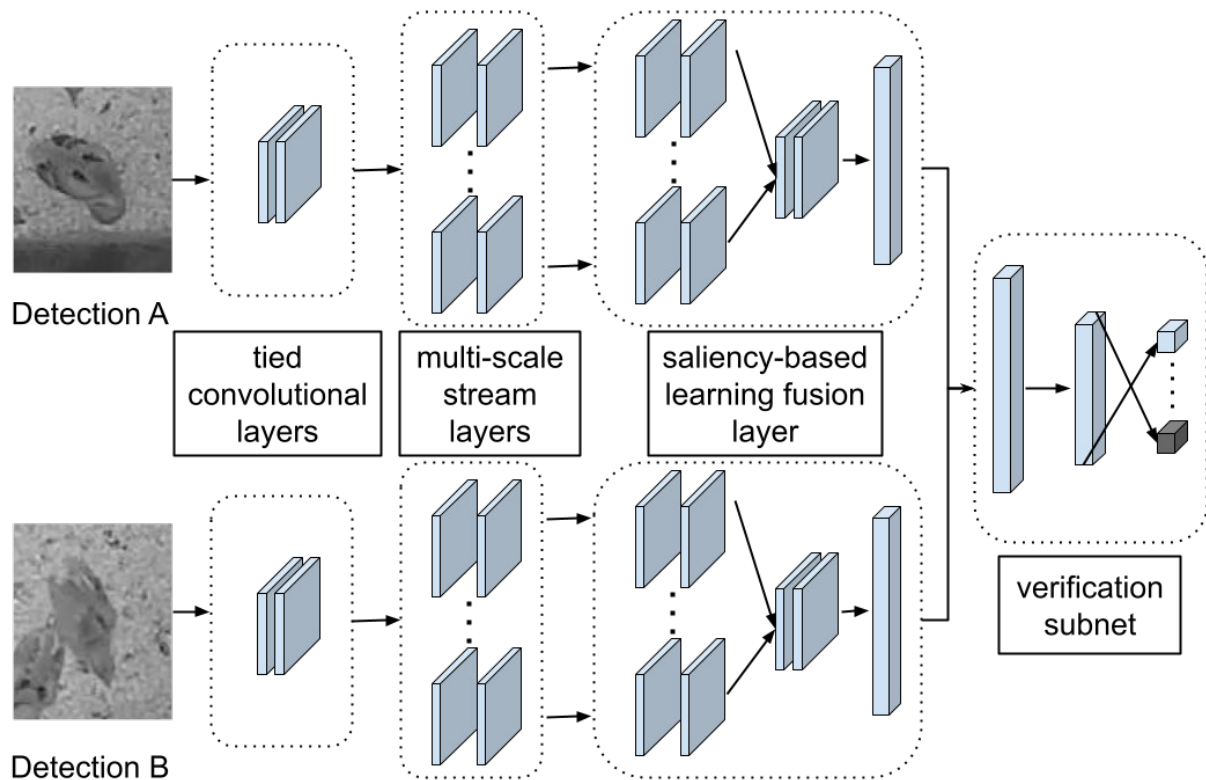 Detection A
tied
convolutional
layers
multi-scale
stream
layers
saliency-based
learning fusion
layer
verification
subnet
Detection B